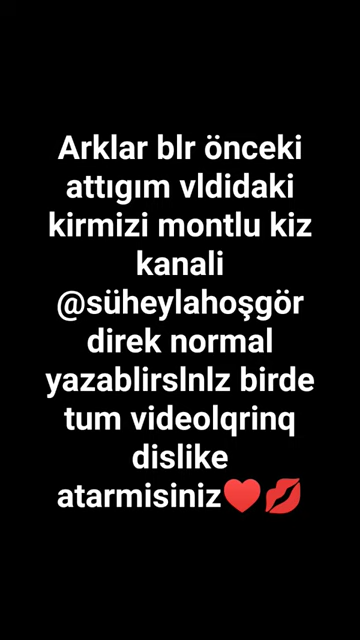 Arklar blr önceki
attıgım vldidaki
kirmizi montlu kiz
kanali
@süheylahoşgör
direk normal
yazablirslnlz birde
tum videolqrinq
dislike
atarmisiniz❤️💋